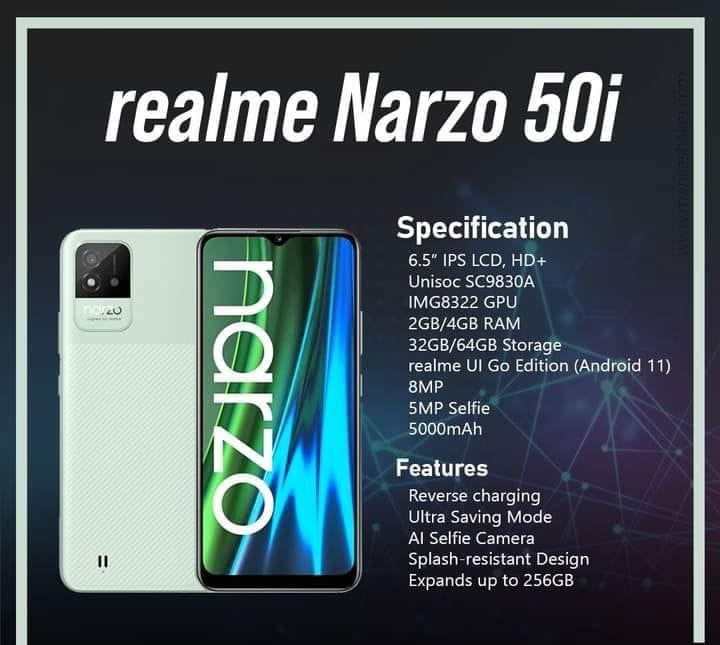 realme Narzo 50i
Specification
6.5” IPS LCD, HD+
Unisoc SC9830A
IMG8322 GPU
2GB/4GB RAM
32GB/64GB Storage
realme UI Go Edition (Android 11)
8MP
5MP Selfie
5000mAh
Features
Reverse charging
Ultra Saving Mode
AI Selfie Camera
Splash-resistant Design
Expands up to 256GB
narzo
narzo